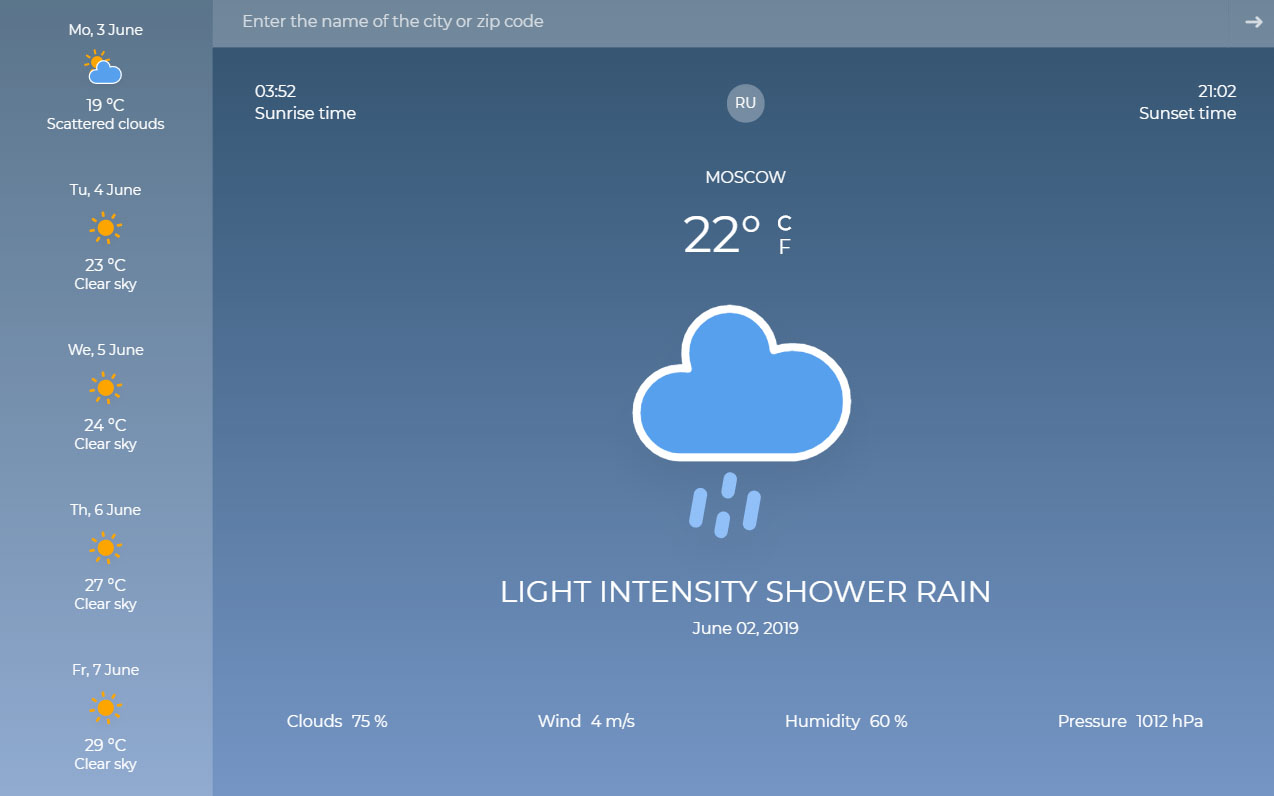 Mo, 3 June
19 °C
Scattered clouds
Tu, 4 June
23 °C
Clear sky
We, 5 June
24 °C
Clear sky
Th, 6 June
27 °C
Clear sky
Fr, 7 June
29 °C
Clear sky
Enter the name of the city or zip code
03:52
Sunrise time
RU
21:02
Sunset time
MOSCOW
22° C
F
LIGHT INTENSITY SHOWER RAIN
June 02, 2019
Clouds 75 % Wind 4 m/s Humidity 60 % Pressure 1012 hPa